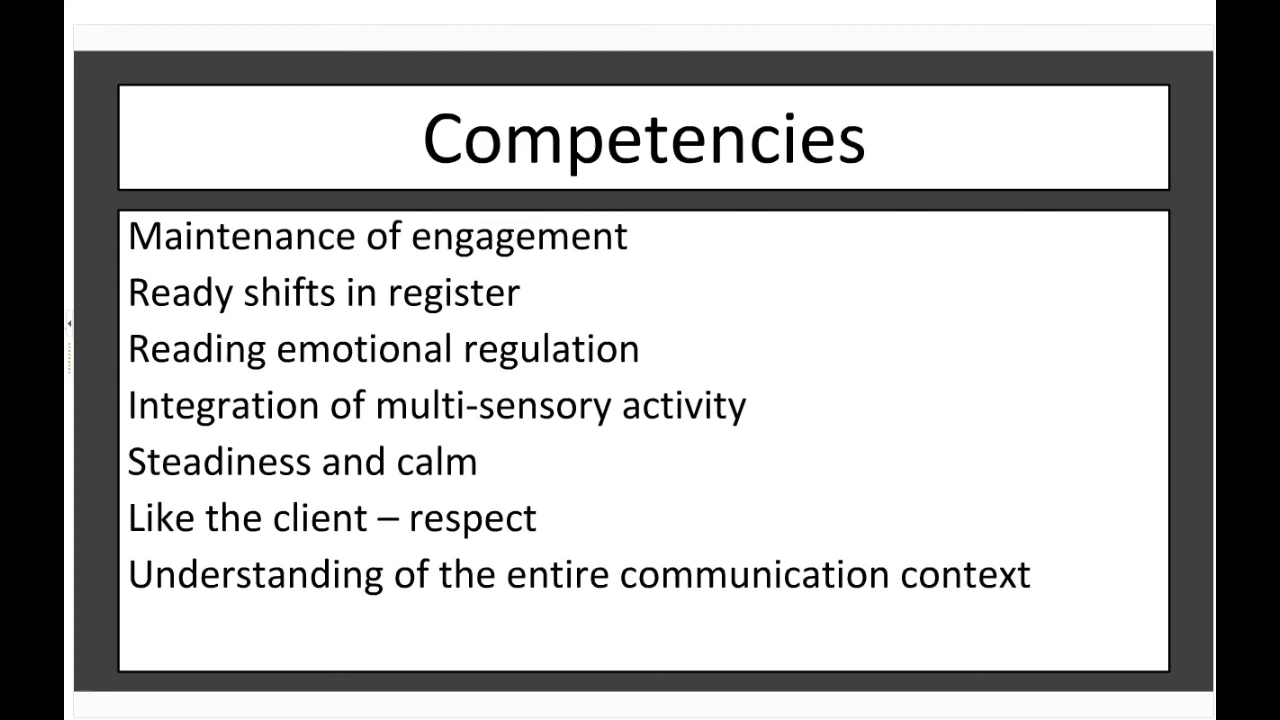 Competencies
Maintenance of engagement
Ready shifts in register
Reading emotional regulation
Integration of multi-sensory activity
Steadiness and calm
Like the client – respect
Understanding of the entire communication context